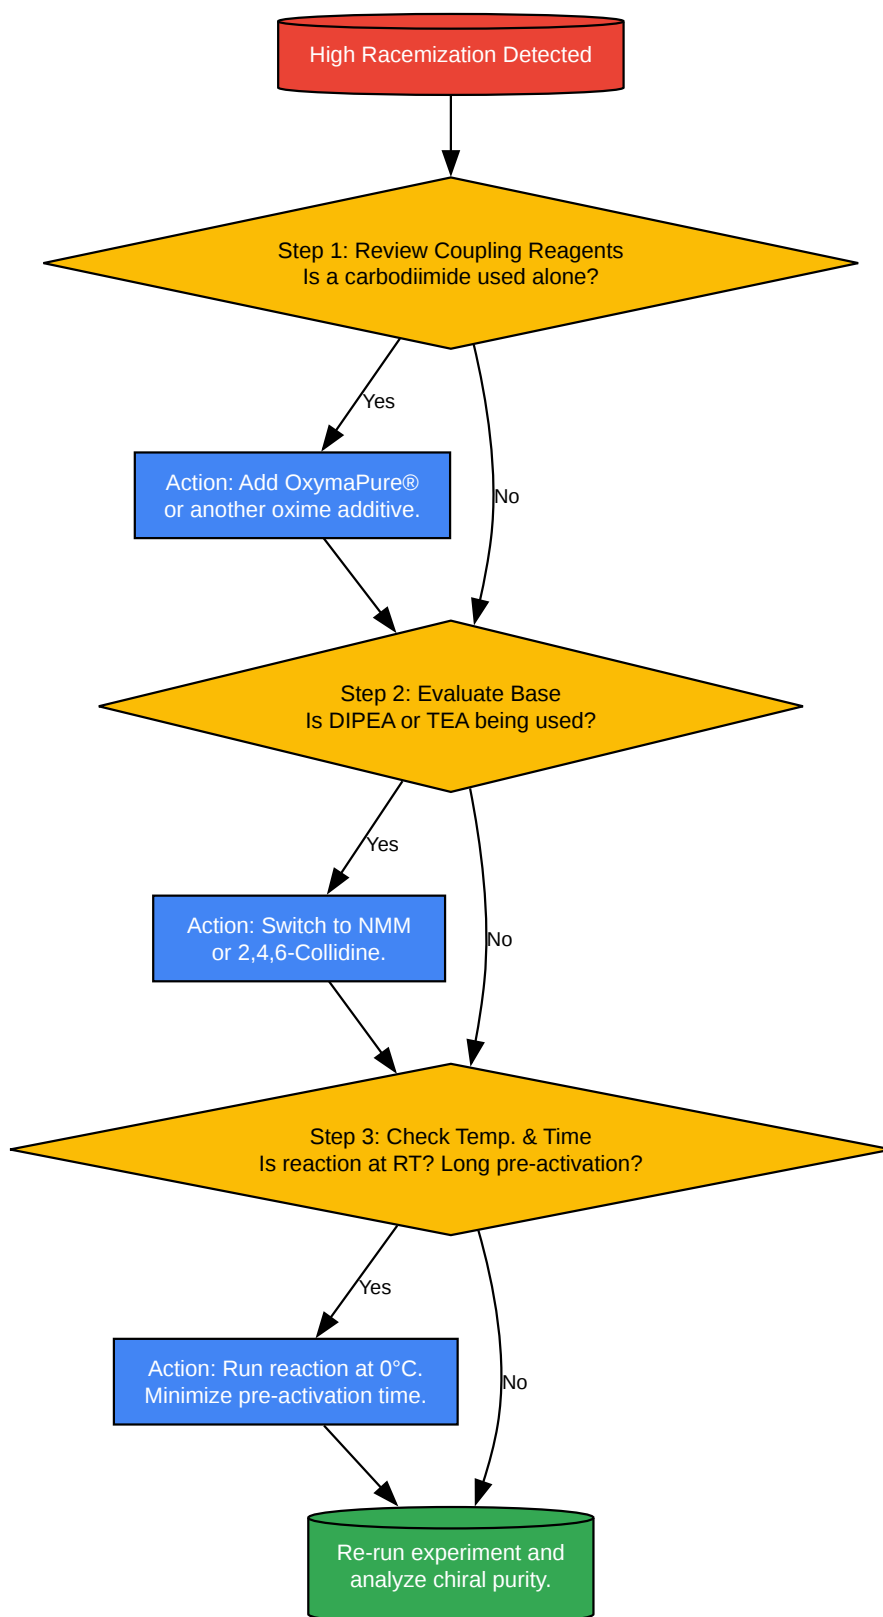 High Racemization Detected
Step 1: Review Coupling Reagents
Is a carbodiimide used alone?
Yes
Action: Add OxymaPure®
or another oxime additive.
No
Step 2: Evaluate Base
Is DIPEA or TEA being used?
Yes
Action: Switch to NMM
or 2,4,6-Collidine.
No
Step 3: Check Temp. & Time
Is reaction at RT? Long pre-activation?
Yes
Action: Run reaction at 0°C.
Minimize pre-activation time.
No
Re-run experiment and
analyze chiral purity.